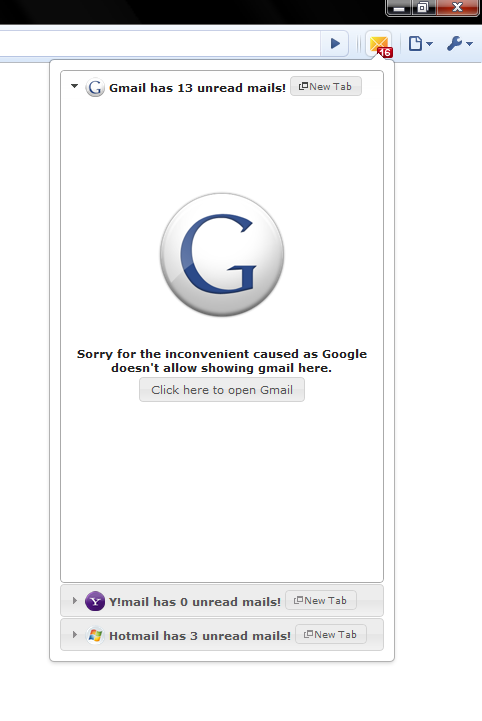 16
Gmail has 13 unread mails! New Tab
G
Sorry for the inconvenient caused as Google
doesn't allow showing gmail here.
Click here to open Gmail
Y Y!mail has 0 unread mails! New Tab
Hotmail has 3 unread mails! New Tab